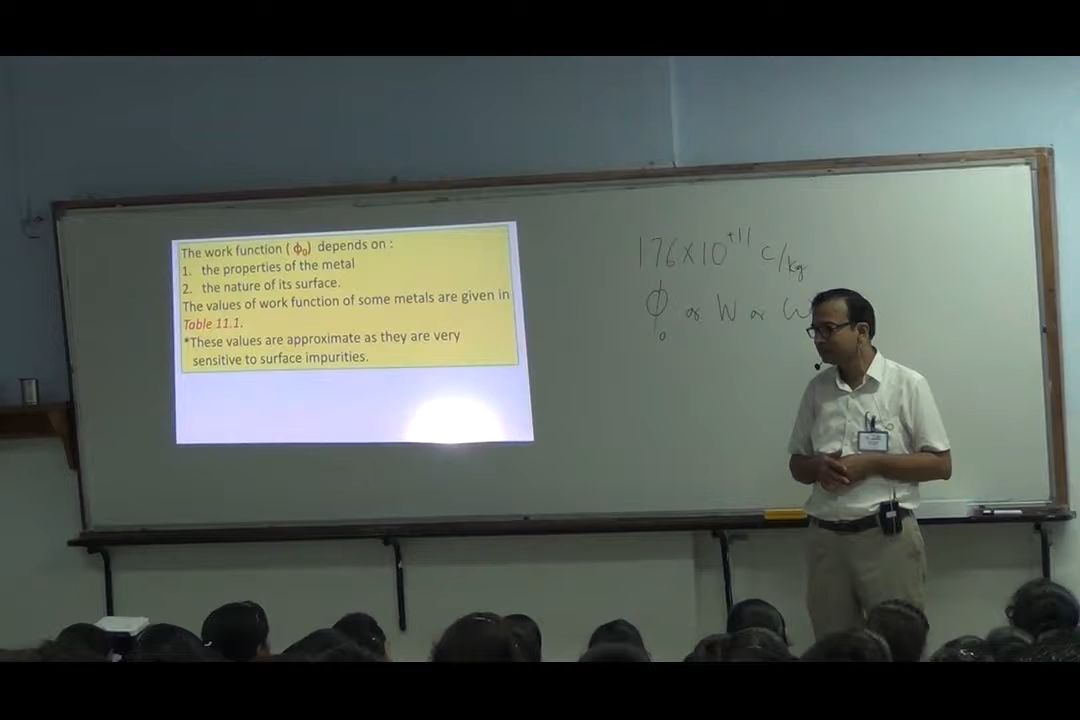 The work function ( ϕ₀) depends on :
1. the properties of the metal
2. the nature of its surface.
The values of work function of some metals are given in
Table 11.1.
*These values are approximate as they are very
sensitive to surface impurities.
176×10⁺¹¹ c/kg
ϕ₀ or W or W